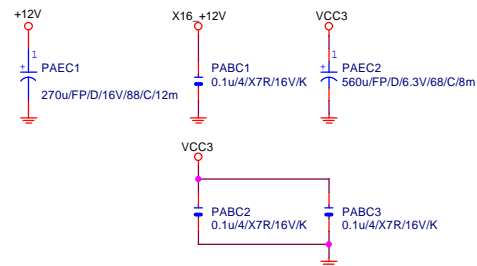 +12V
X16_+12V
VCC3
1
+
PAEC1
270u/FP/D/16V/88/C/12m
PABC1
0.1u/4/X7R/16V/K
1
+
PAEC2
560u/FP/D/6.3V/68/C/8m
VCC3
PABC2
0.1u/4/X7R/16V/K
PABC3
0.1u/4/X7R/16V/K